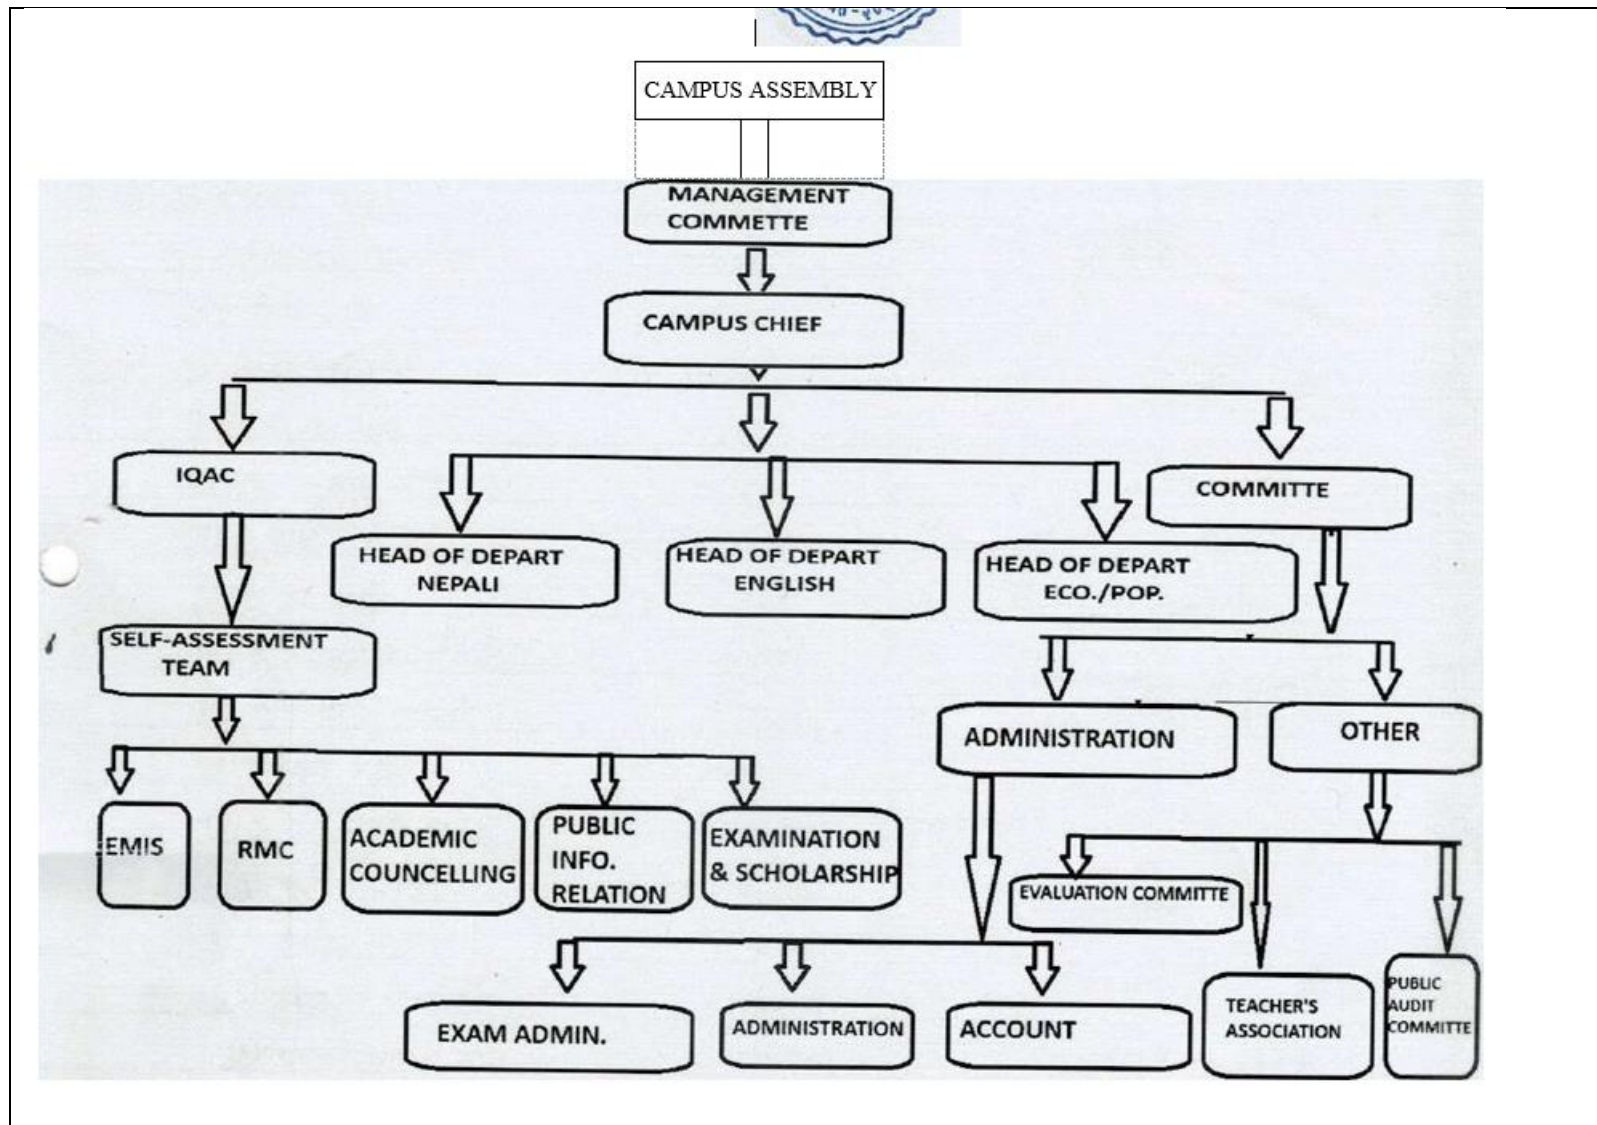 CAMPUS ASSEMBLY
MANAGEMENT
COMMETTE
CAMPUS CHIEF
IQAC
COMMITTE
HEAD OF DEPART
NEPALI
HEAD OF DEPART
ENGLISH
HEAD OF DEPART
ECO./POP.
SELF-ASSESSMENT
TEAM
ADMINISTRATION
OTHER
EMIS
RMC
ACADEMIC
COUNCELLING
PUBLIC
INFO.
RELATION
EXAMINATION
& SCHOLARSHIP
EVALUATION COMMITTE
EXAM ADMIN.
ADMINISTRATION
ACCOUNT
TEACHER'S
ASSOCIATION
PUBLIC
AUDIT
COMMITTE